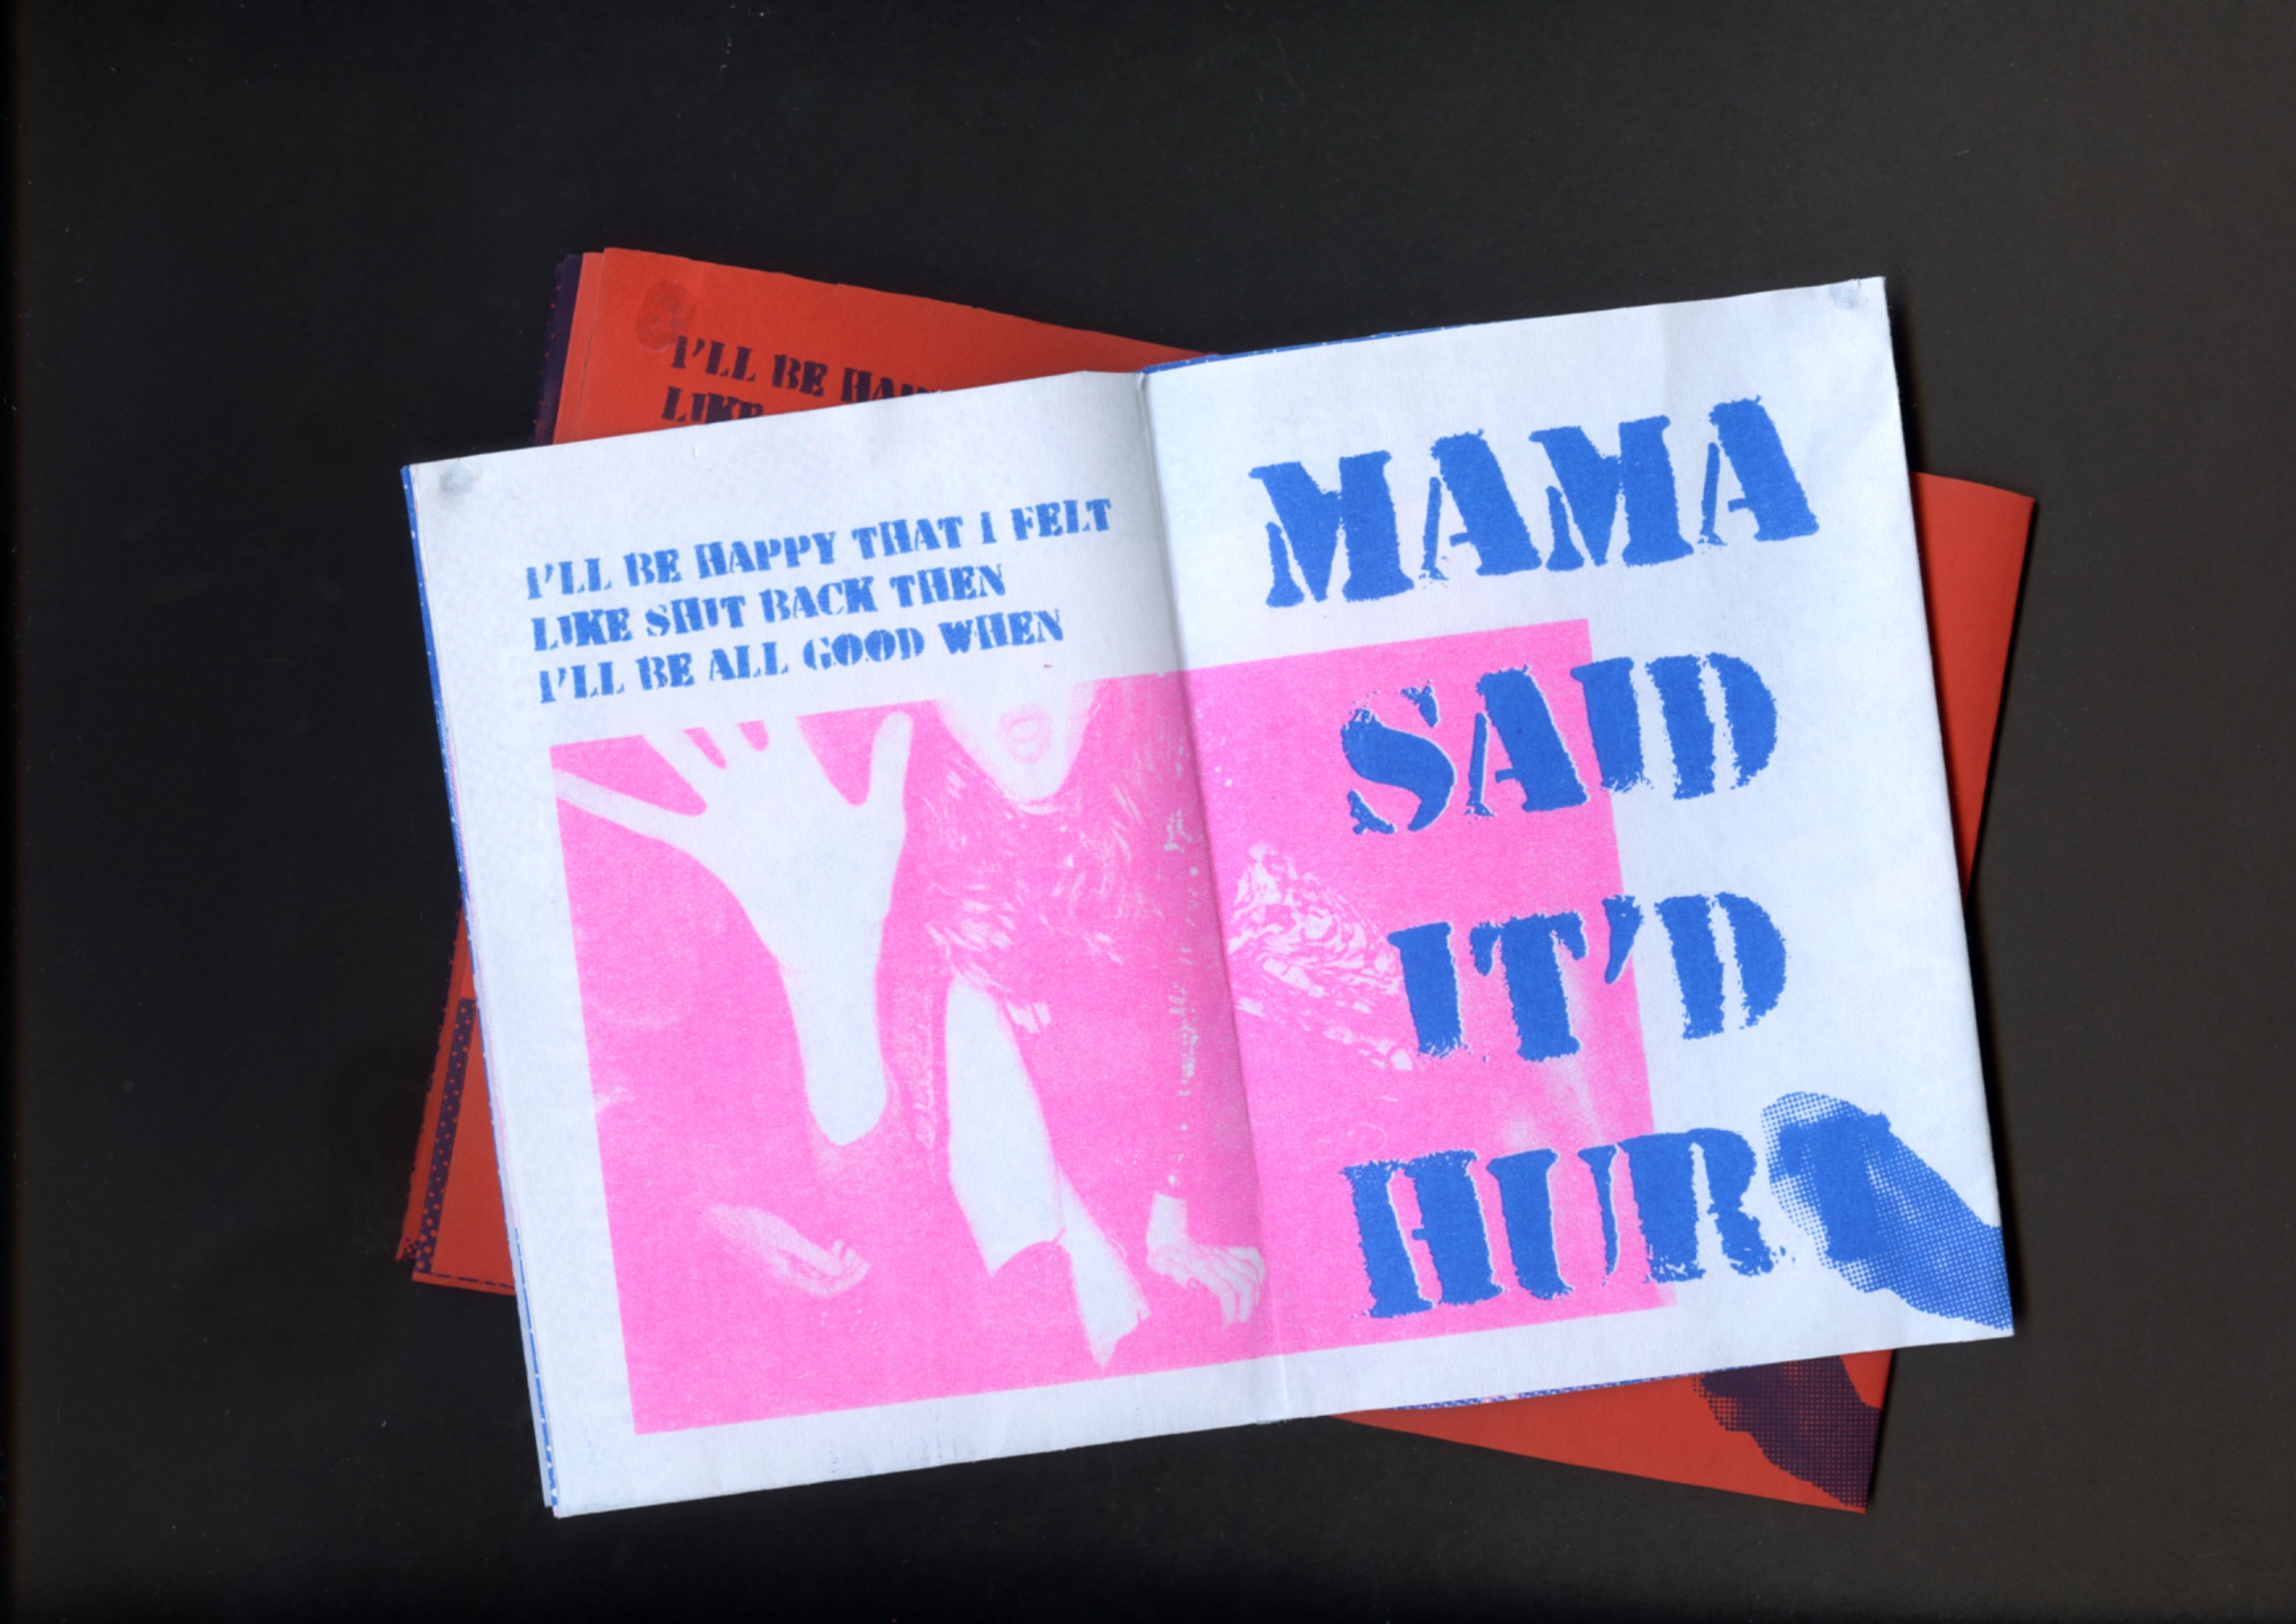 I'LL BE
LIKE
I'LL BE HAPPY THAT I FELT
LIKE SHIT BACK THEN
I'LL BE ALL GOOD WHEN
MAMA
SAID
IT'D
HURT